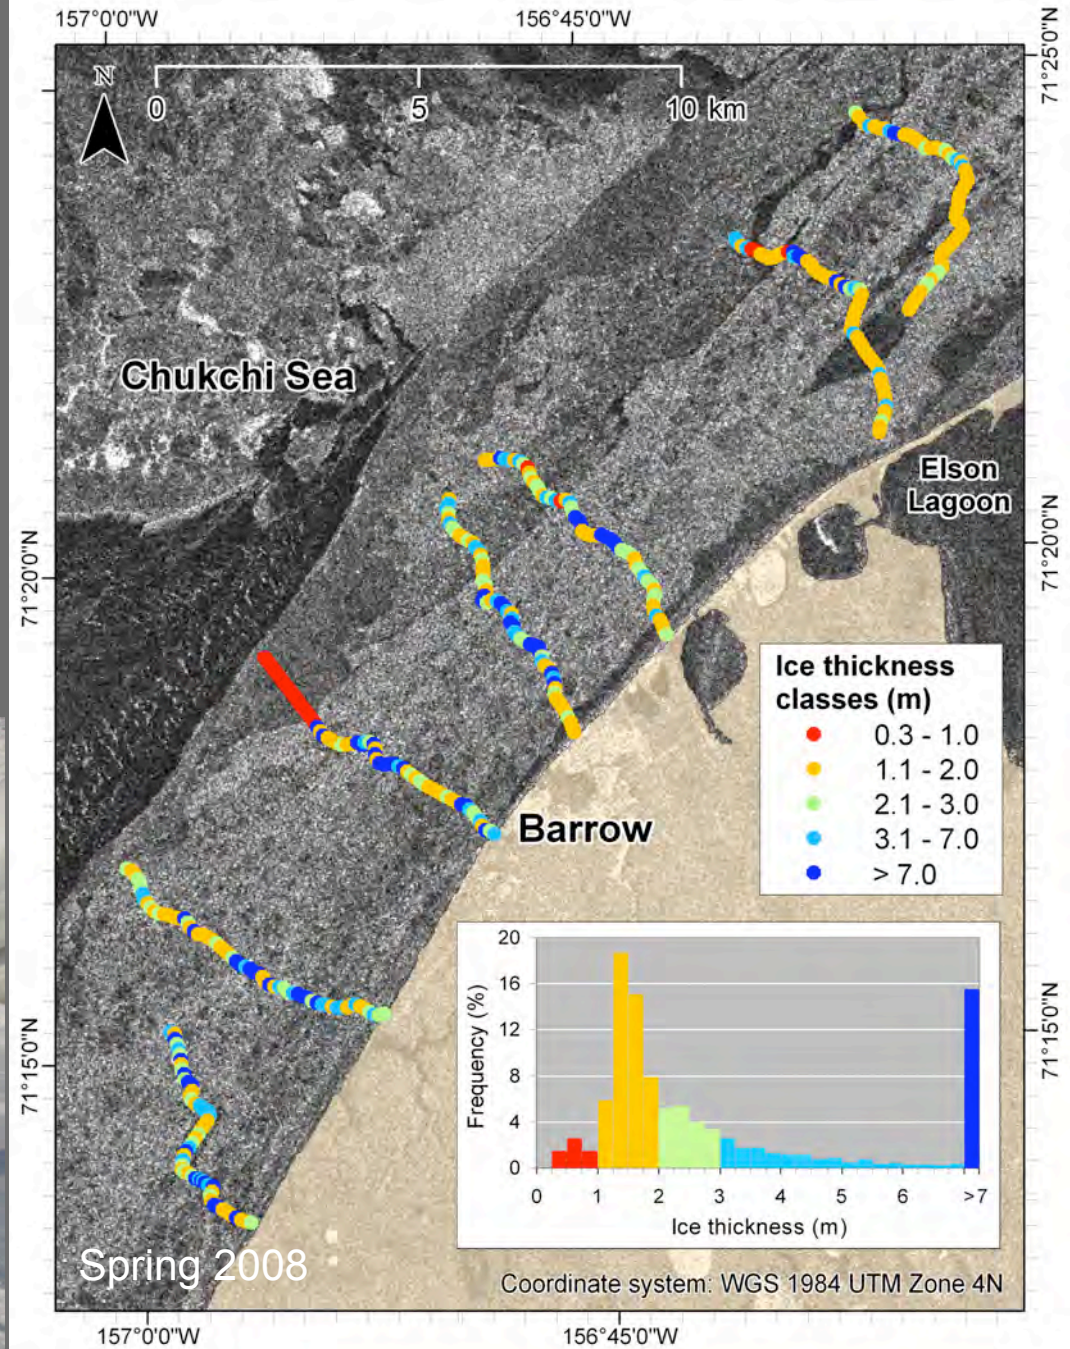 157°0'0"W
156°45'0"W
71°25'0"N
N
0 5 10 km
Chukchi Sea
Elson
Lagoon
71°20'0"N
71°20'0"N
Ice thickness
classes (m)
0.3 - 1.0
1.1 - 2.0
2.1 - 3.0
3.1 - 7.0
> 7.0
Barrow
20
16
12
8
4
0
Frequency (%)
0 1 2 3 4 5 6 >7
Ice thickness (m)
71°15'0"N
71°15'0"N
Spring 2008
Coordinate system: WGS 1984 UTM Zone 4N
157°0'0"W
156°45'0"W